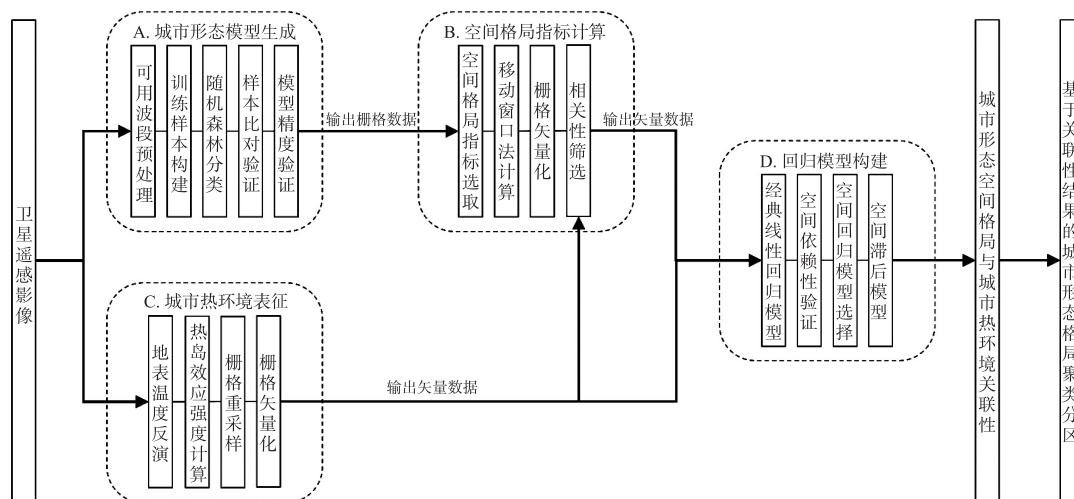 卫星遥感影像
A. 城市形态模型生成
可用波段预处理
训练样本构建
随机森林分类
样本比对验证
模型精度验证
输出栅格数据
B. 空间格局指标计算
空间格局指标选取
移动窗口法计算
栅格矢量化
相关性筛选
输出矢量数据
C. 城市热环境表征
地表温度反演
热岛效应强度计算
栅格重采样
栅格矢量化
输出矢量数据
D. 回归模型构建
经典线性回归模型
空间依赖性验证
空间回归模型选择
空间滞后模型
城市形态空间格局与城市热环境关联性
基于关联性结果的城市形态格局聚类分区